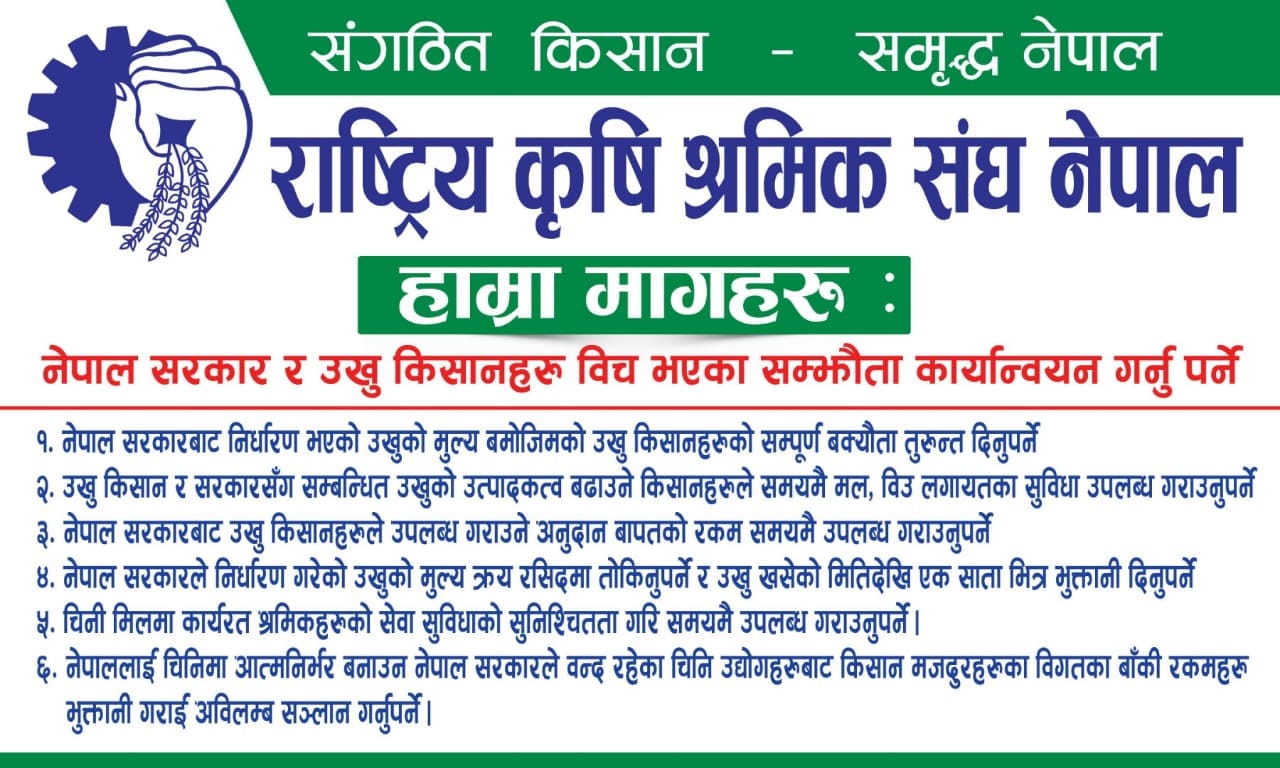 संगठित किसान - समृद्ध नेपाल
राष्ट्रिय कृषि श्रमिक संघ नेपाल
हाम्रा मागहरु :
नेपाल सरकार र उखु किसानहरु विच भएका सम्झौता कार्यान्वयन गर्नु पर्ने
१. नेपाल सरकारबाट निर्धारण भएको उखुको मुल्य बमोजिमको उखु किसानहरुको सम्पूर्ण बक्यौता तुरुन्त दिनुपर्ने
२. उखु किसान र सरकारसँग सम्बन्धित उखुको उत्पादकत्व बढाउने किसानहरुले समयमै मल, विउ लगायतका सुविधा उपलब्ध गराउनुपर्ने
३. नेपाल सरकारबाट उखु किसानहरुले उपलब्ध गराउने अनुदान बापतको रकम समयमै उपलब्ध गराउनुपर्ने
४. नेपाल सरकारले निर्धारण गरेको उखुको मुल्य क्रय रसिदमा तोकिनुपर्ने र उखु खसेको मितिदेखि एक साता भित्र भुक्तानी दिनुपर्ने
५. चिनी मिलमा कार्यरत श्रमिकहरुको सेवा सुविधाको सुनिश्चितता गरि समयमै उपलब्ध गराउनुपर्ने।
६. नेपाललाई चिनिमा आत्मनिर्भर बनाउन नेपाल सरकारले वन्द रहेका चिनि उद्योगहरुबाट किसान मजदुरहरुका विगतका बाँकी रकमहरु
भुक्तानी गराई अविलम्ब सञ्लान गर्नुपर्ने।